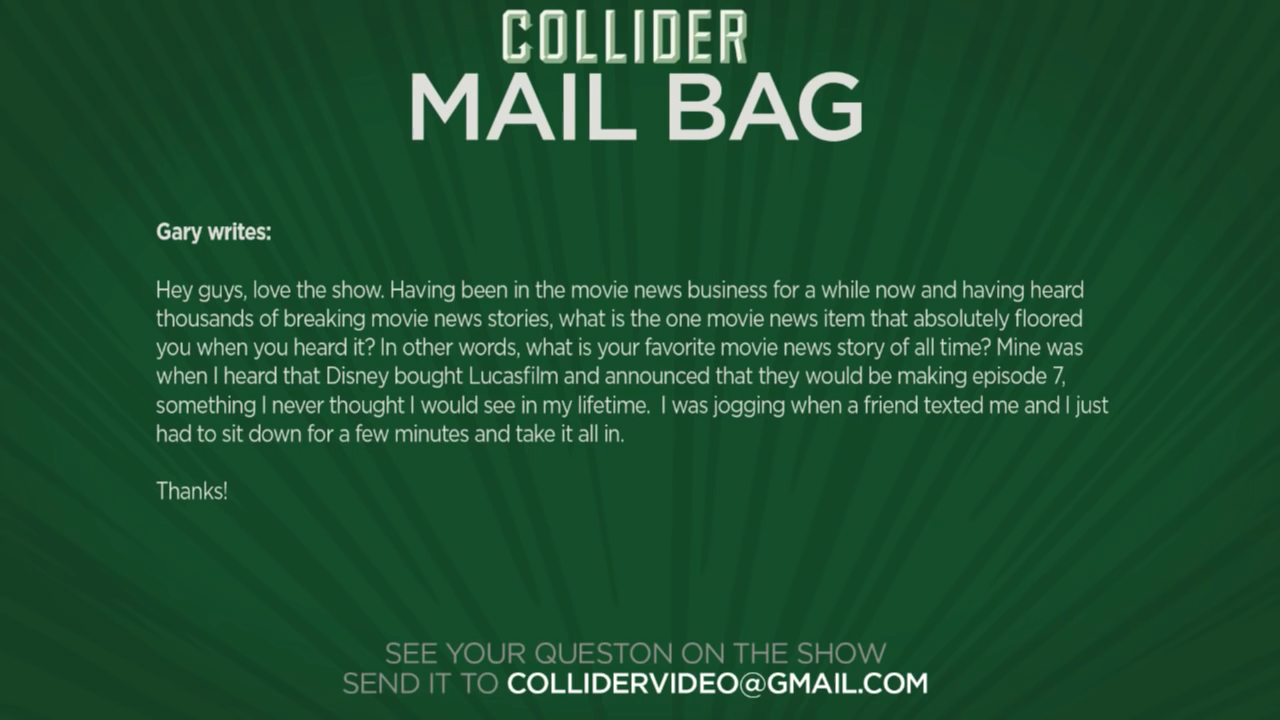 COLLIDER
MAIL BAG
Gary writes:
Hey guys, love the show. Having been in the movie news business for a while now and having heard
thousands of breaking movie news stories, what is the one movie news item that absolutely floored
you when you heard it? In other words, what is your favorite movie news story of all time? Mine was
when I heard that Disney bought Lucasfilm and announced that they would be making episode 7,
something I never thought I would see in my lifetime.  I was jogging when a friend texted me and I just
had to sit down for a few minutes and take it all in.
Thanks!
SEE YOUR QUESTON ON THE SHOW
SEND IT TO COLLIDERVIDEO@GMAIL.COM